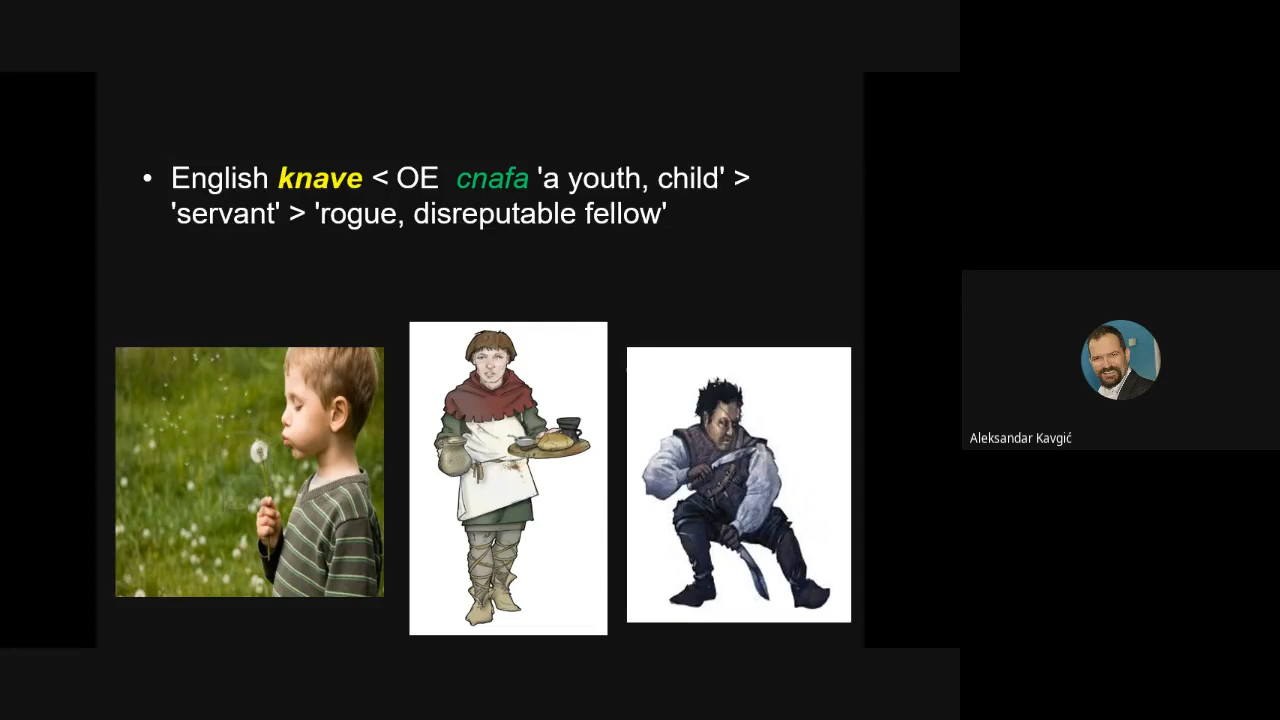 • English knave < OE cnafa 'a youth, child' >
'servant' > 'rogue, disreputable fellow'
Aleksandar Kavgić